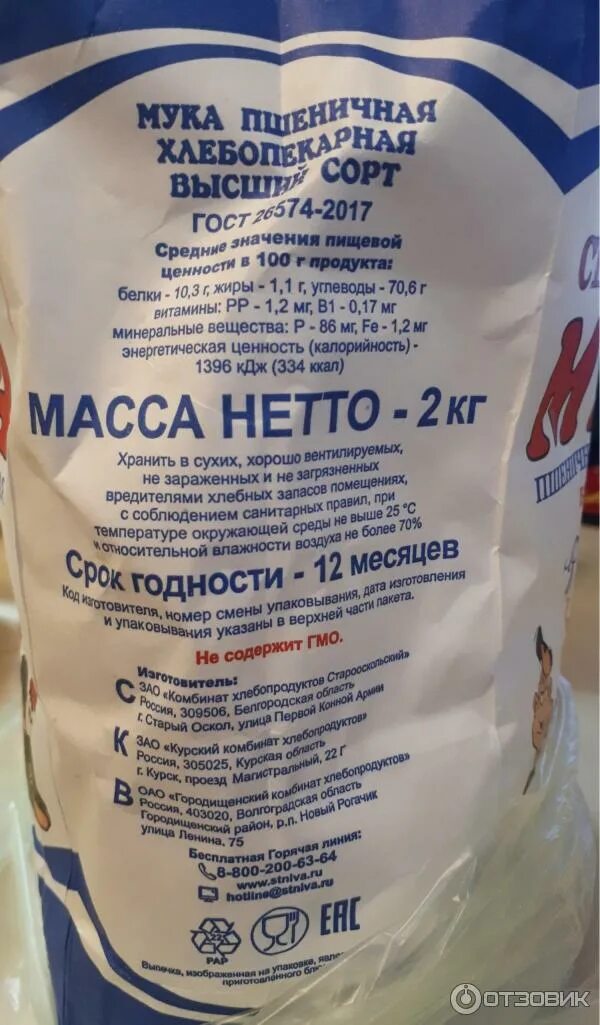 МУКА ПШЕНИЧНАЯ
ХЛЕБОПЕКАРНАЯ
ВЫСШИЙ СОРТ
ГОСТ 26574-2017
Средние значения пищевой
ценности в 100 г продукта:
белки - 10,3 г, жиры - 1,1 г, углеводы - 70,6 г
витамины: РР - 1,2 мг, В1 - 0,17 мг
минеральные вещества: Р - 86 мг, Fe - 1,2 мг
энергетическая ценность (калорийность) -
1396 кДж (334 ккал)
МАССА НЕТТО - 2 кг
Хранить в сухих, хорошо вентилируемых,
не зараженных и не загрязненных
вредителями хлебных запасов помещениях,
с соблюдением санитарных правил, при
температуре окружающей среды не выше 25 °С
и относительной влажности воздуха не более 70%
Срок годности - 12 месяцев
Код изготовителя, номер смены упаковывания, дата изготовления
и упаковывания указаны в верхней части пакета.
Не содержит ГМО.
Изготовитель:
С ЗАО «Комбинат хлебопродуктов Старооскольский»
Россия, 309506, Белгородская область
г. Старый Оскол, улица Первой Конной Армии
К ЗАО «Курский комбинат хлебопродуктов»
Россия, 305025, Курская область
г. Курск, проезд Магистральный, 22 Г
В ОАО «Городищенский комбинат хлебопродуктов»
Россия, 403020, Волгоградская область
Городищенский район, р.п. Новый Рогачик
улица Ленина, 75
Бесплатная Горячая линия:
8-800-200-63-64
www.stniva.ru
hotline@stniva.ru
22
PAP
EAC
Выпечка, изображенная на упаковке,
приготовленного
ОТЗОВИК